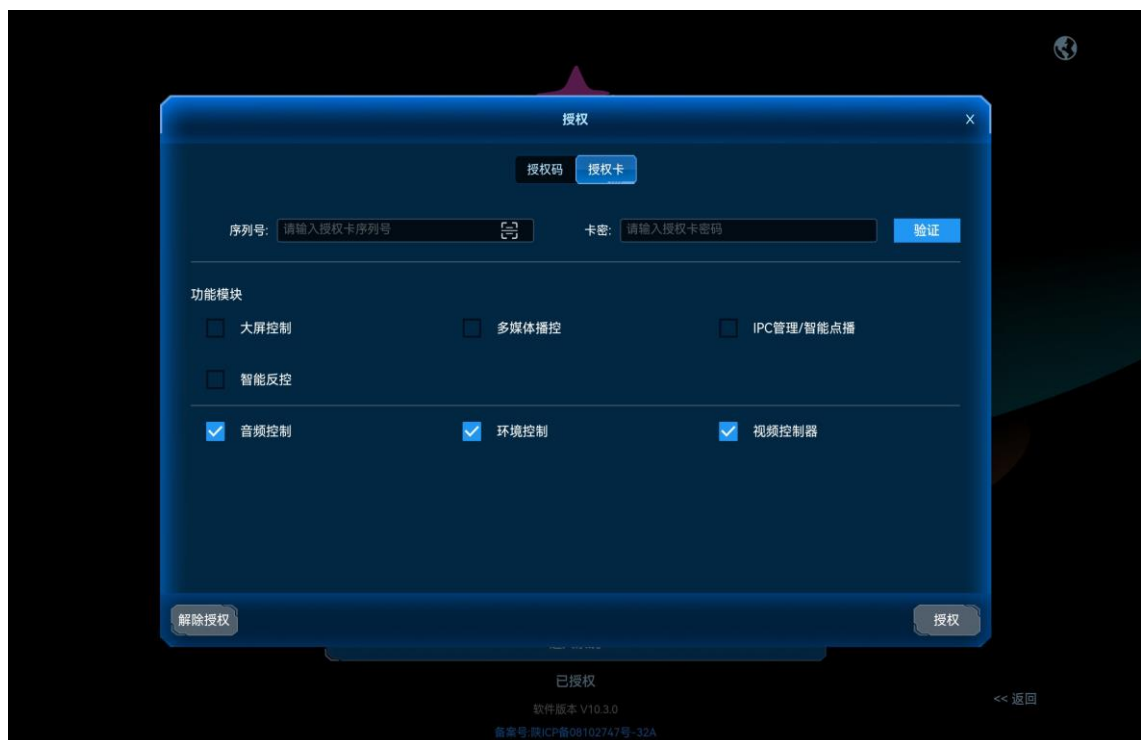 授权
X
授权码 授权卡
序列号: 请输入授权卡序列号 卡密: 请输入授权卡密码 验证
功能模块
大屏控制 多媒体播控 IPC管理/智能点播
智能反控
音频控制 环境控制 视频控制器
解除授权 授权
已授权
<< 返回
软件版本 V10.3.0
备案号:陕ICP备08102747号-32A